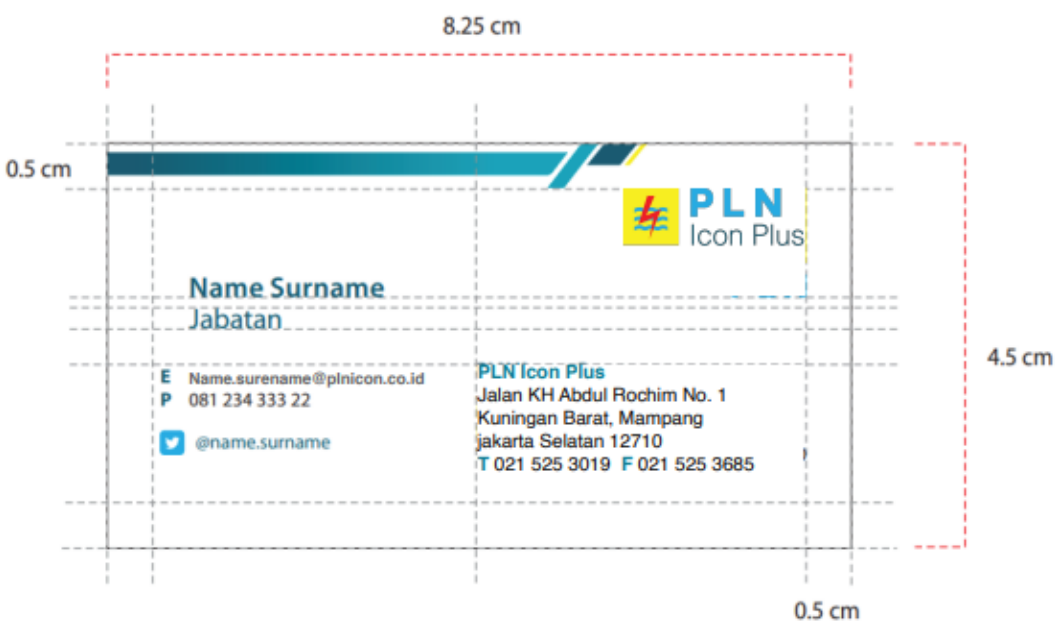 8.25 cm
0.5 cm
PLN
Icon Plus
Name Surname
Jabatan
4.5 cm
E Name.surename@plnicon.co.id
P 081 234 333 22
@name.surname
PLN Icon Plus
Jalan KH Abdul Rochim No. 1
Kuningan Barat, Mampang
jakarta Selatan 12710
T 021 525 3019 F 021 525 3685
0.5 cm